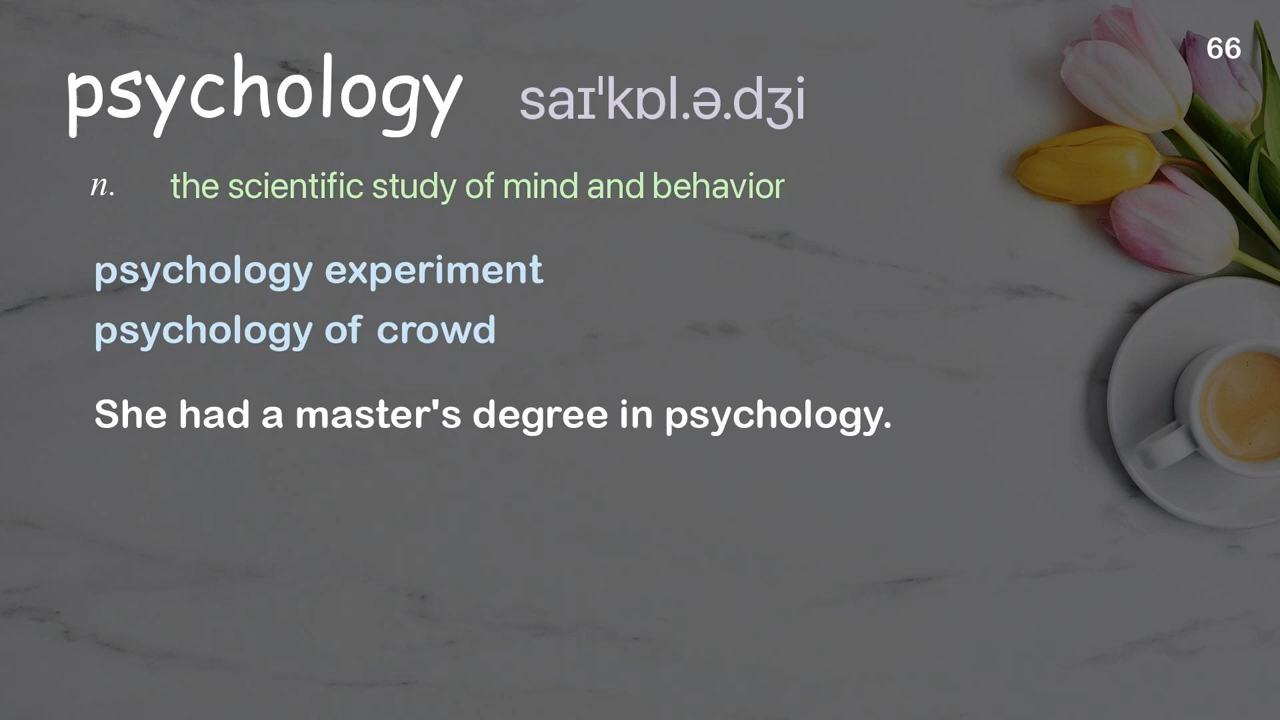 66
psychology saɪˈkɒl.ə.dʒi
n. the scientific study of mind and behavior
psychology experiment
psychology of crowd
She had a master's degree in psychology.